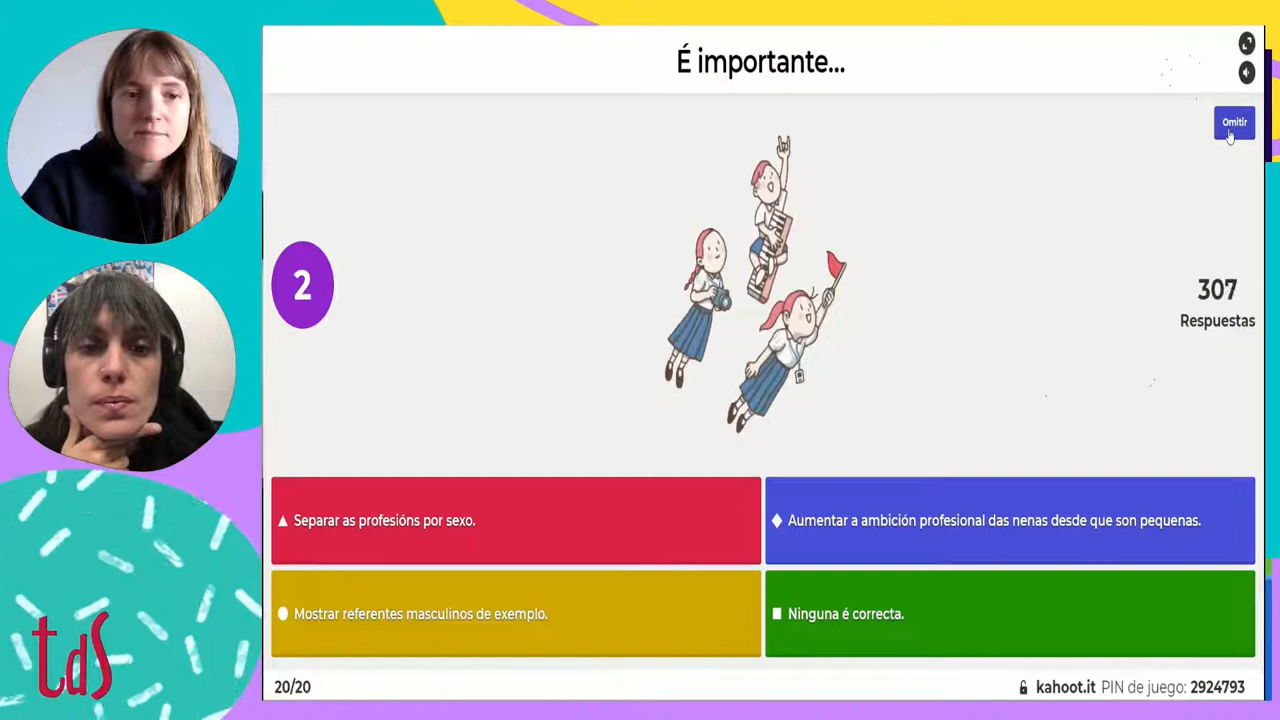 É importante...
Omitir
2
307
Respuestas
Separar as profesións por sexo.
Aumentar a ambición profesional das nenas desde que son pequenas.
Mostrar referentes masculinos de exemplo.
Ninguna é correcta.
20/20
kahoot.it PIN de juego: 2924793
tdS